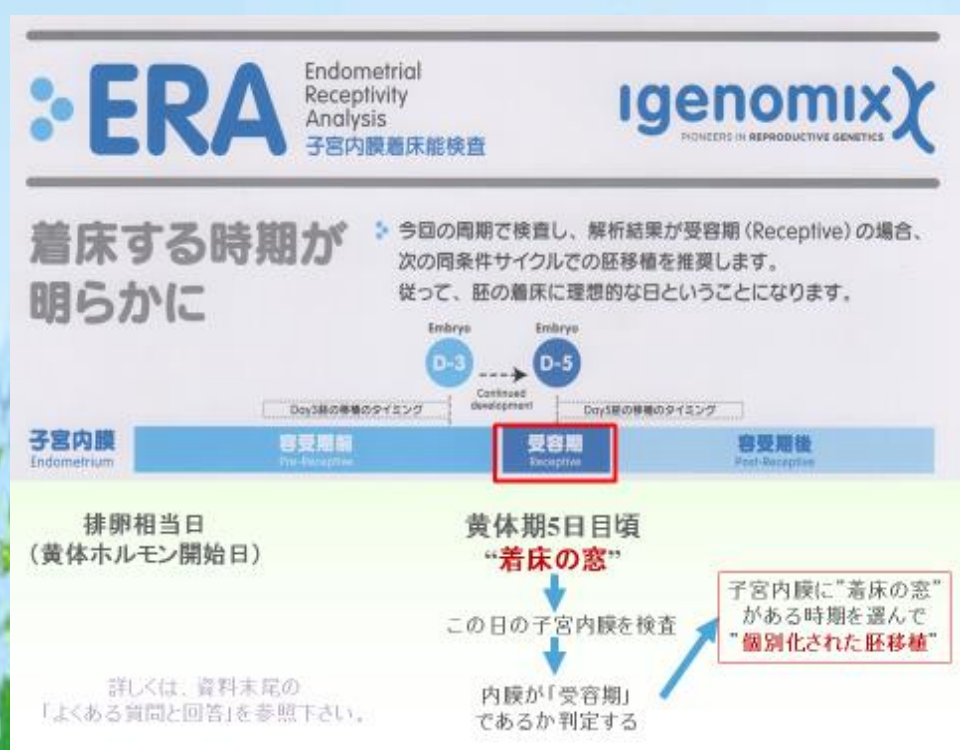 ERA
Endometrial
Receptivity
Analysis
子宮内膜着床能検査
Igenomix
PIONEERS IN REPRODUCTIVE GENETICS
着床する時期が
明らかに
今回の周期で検査し、解析結果が受容期(Receptive)の場合、
次の同条件サイクルでの胚移植を推奨します。
従って、胚の着床に理想的な日ということになります。
Embryo
D-3
Embryo
D-5
Continued
development
Day3胚の移植のタイミング
Day5胚の移植のタイミング
子宮内膜
Endometrium
容受期前
Pre-Receptive
受容期
Receptive
容受期後
Post-Receptive
排卵相当日
(黄体ホルモン開始日)
黄体期5日目頃
“着床の窓”
この日の子宮内膜を検査
内膜が「受容期」
であるか判定する
子宮内膜に”着床の窓”
がある時期を選んで
”個別化された胚移植”
詳しくは、資料末尾の
「よくある質問と回答」を参照下さい。